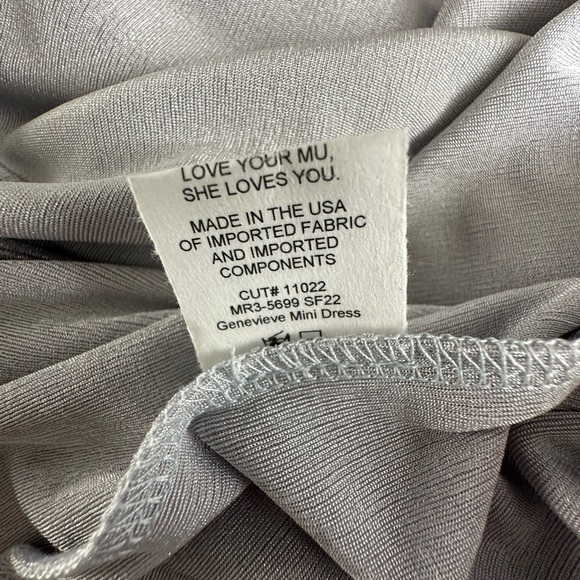 LOVE YOUR MU,
SHE LOVES YOU.
MADE IN THE USA
OF IMPORTED FABRIC
AND IMPORTED
COMPONENTS
CUT# 11022
MR3-5699 SF22
Genevieve Mini Dress